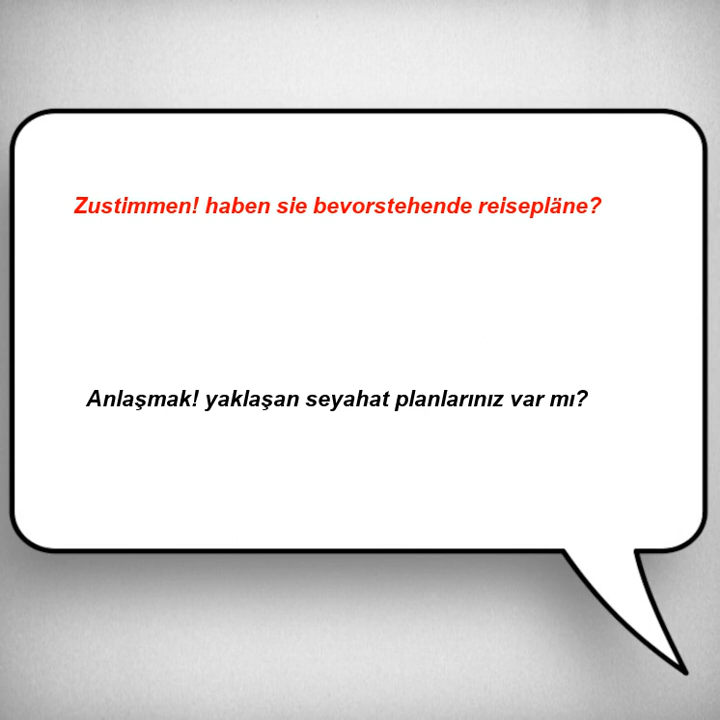 Zustimmen! haben sie bevorstehende reisepläne?
Anlaşmak! yaklaşan seyahat planlarınız var mı?